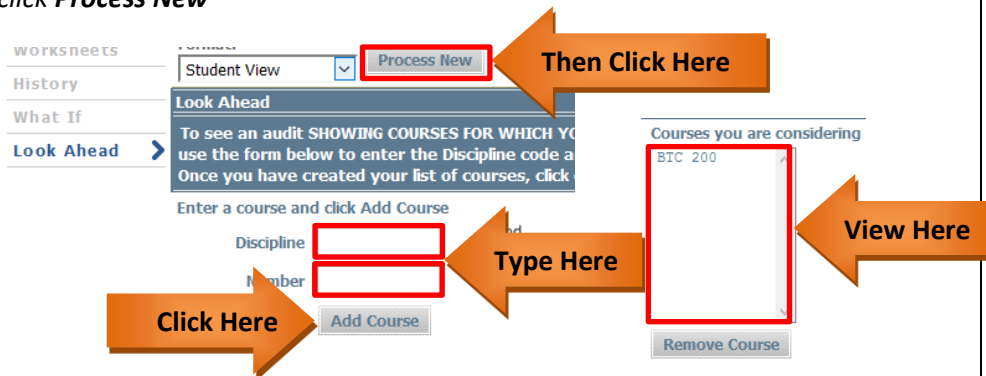 click Process New
Worksheets
History
What If
Look Ahead
Student View
Process New
Then Click Here
Look Ahead
To see an audit SHOWING COURSES FOR WHICH YO
use the form below to enter the Discipline code a
Once you have created your list of courses, click
Enter a course and click Add Course
Discipline
Type Here
Number
Click Here
Add Course
Courses you are considering
BTC 200
View Here
Remove Course